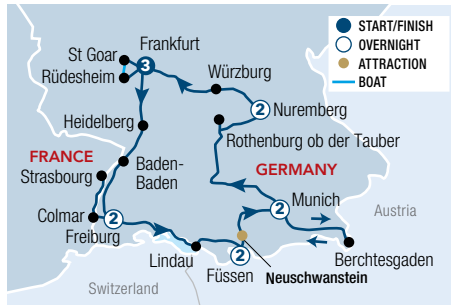 START/FINISH
OVERNIGHT
ATTRACTION
BOAT
St Goar
Frankfurt
3
Rüdesheim
Würzburg
2
Nuremberg
Heidelberg
Rothenburg ob der Tauber
FRANCE
Strasbourg
Baden-
Baden
GERMANY
Munich
2
Austria
Colmar
2
Freiburg
Lindau
2
Füssen
Neuschwanstein
Berchtesgaden
Switzerland